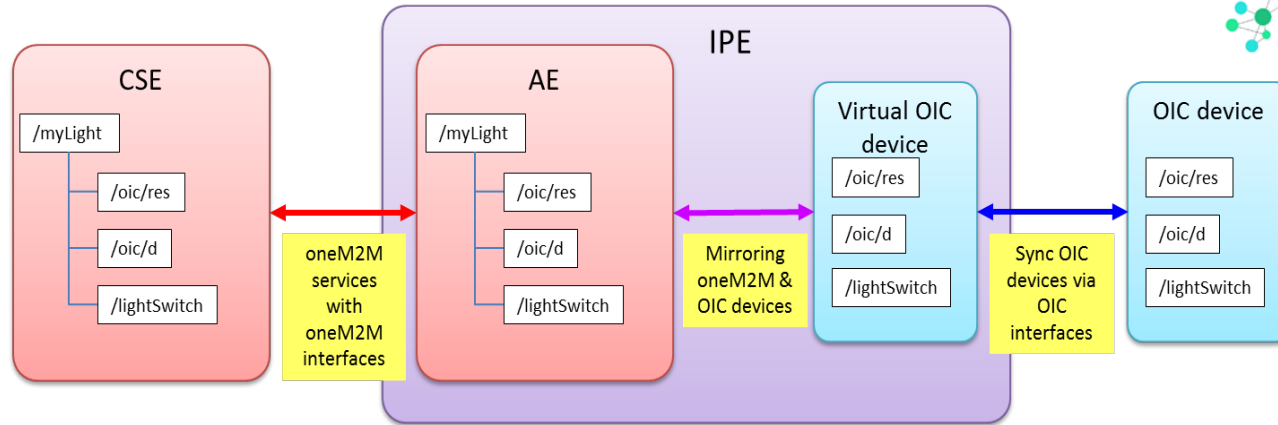 IPE
CSE
/myLight
/oic/res
/oic/d
/lightSwitch
oneM2M
services
with
oneM2M
interfaces
AE
/myLight
/oic/res
/oic/d
/lightSwitch
Mirroring
oneM2M &
OIC devices
Virtual OIC
device
/oic/res
/oic/d
/lightSwitch
Sync OIC
devices via
OIC
interfaces
OIC device
/oic/res
/oic/d
/lightSwitch